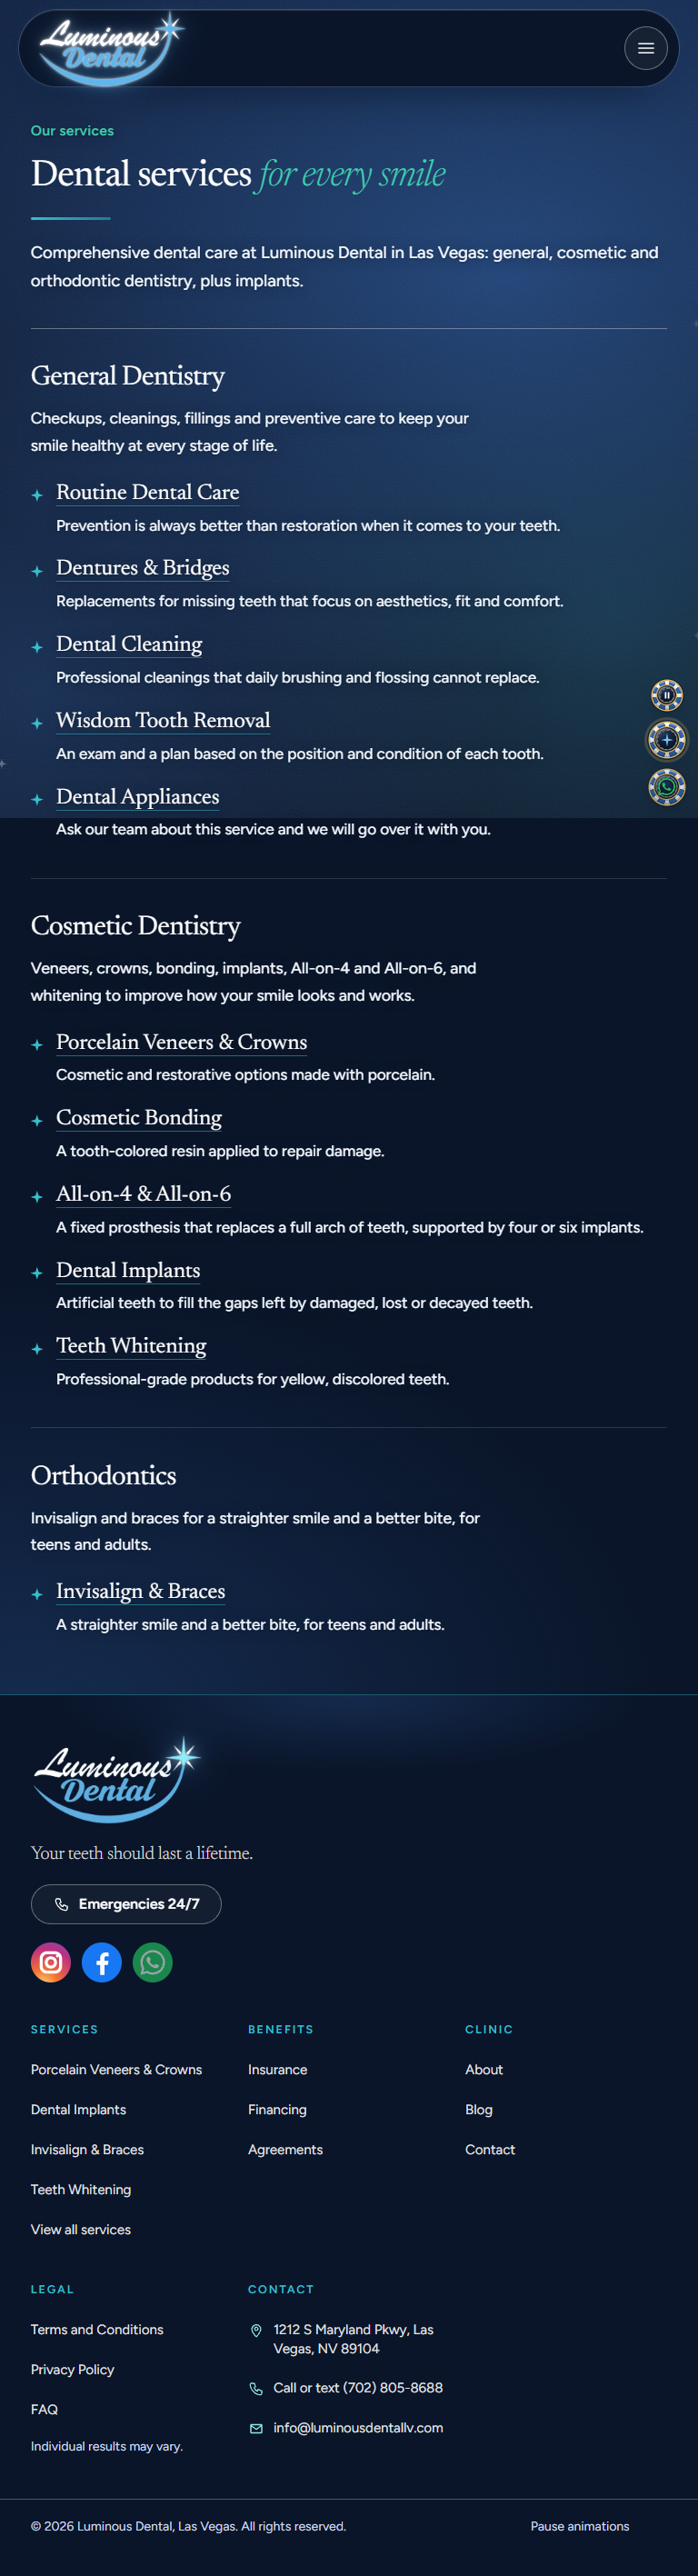 Luminous
Dental
Our services
Dental services for every smile
Comprehensive dental care at Luminous Dental in Las Vegas: general, cosmetic and
orthodontic dentistry, plus implants.
General Dentistry
Checkups, cleanings, fillings and preventive care to keep your
smile healthy at every stage of life.
Routine Dental Care
Prevention is always better than restoration when it comes to your teeth.
Dentures & Bridges
Replacements for missing teeth that focus on aesthetics, fit and comfort.
Dental Cleaning
Professional cleanings that daily brushing and flossing cannot replace.
Wisdom Tooth Removal
An exam and a plan based on the position and condition of each tooth.
Dental Appliances
Ask our team about this service and we will go over it with you.
Cosmetic Dentistry
Veneers, crowns, bonding, implants, All-on-4 and All-on-6, and
whitening to improve how your smile looks and works.
Porcelain Veneers & Crowns
Cosmetic and restorative options made with porcelain.
Cosmetic Bonding
A tooth-colored resin applied to repair damage.
All-on-4 & All-on-6
A fixed prosthesis that replaces a full arch of teeth, supported by four or six implants.
Dental Implants
Artificial teeth to fill the gaps left by damaged, lost or decayed teeth.
Teeth Whitening
Professional-grade products for yellow, discolored teeth.
Orthodontics
Invisalign and braces for a straighter smile and a better bite, for
teens and adults.
Invisalign & Braces
A straighter smile and a better bite, for teens and adults.
Luminous
Dental
Your teeth should last a lifetime.
Emergencies 24/7
SERVICES
Porcelain Veneers & Crowns
Dental Implants
Invisalign & Braces
Teeth Whitening
View all services
BENEFITS
Insurance
Financing
Agreements
CLINIC
About
Blog
Contact
LEGAL
Terms and Conditions
Privacy Policy
FAQ
Individual results may vary.
CONTACT
1212 S Maryland Pkwy, Las
Vegas, NV 89104
Call or text (702) 805-8688
info@luminousdentallv.com
© 2026 Luminous Dental, Las Vegas. All rights reserved.
Pause animations